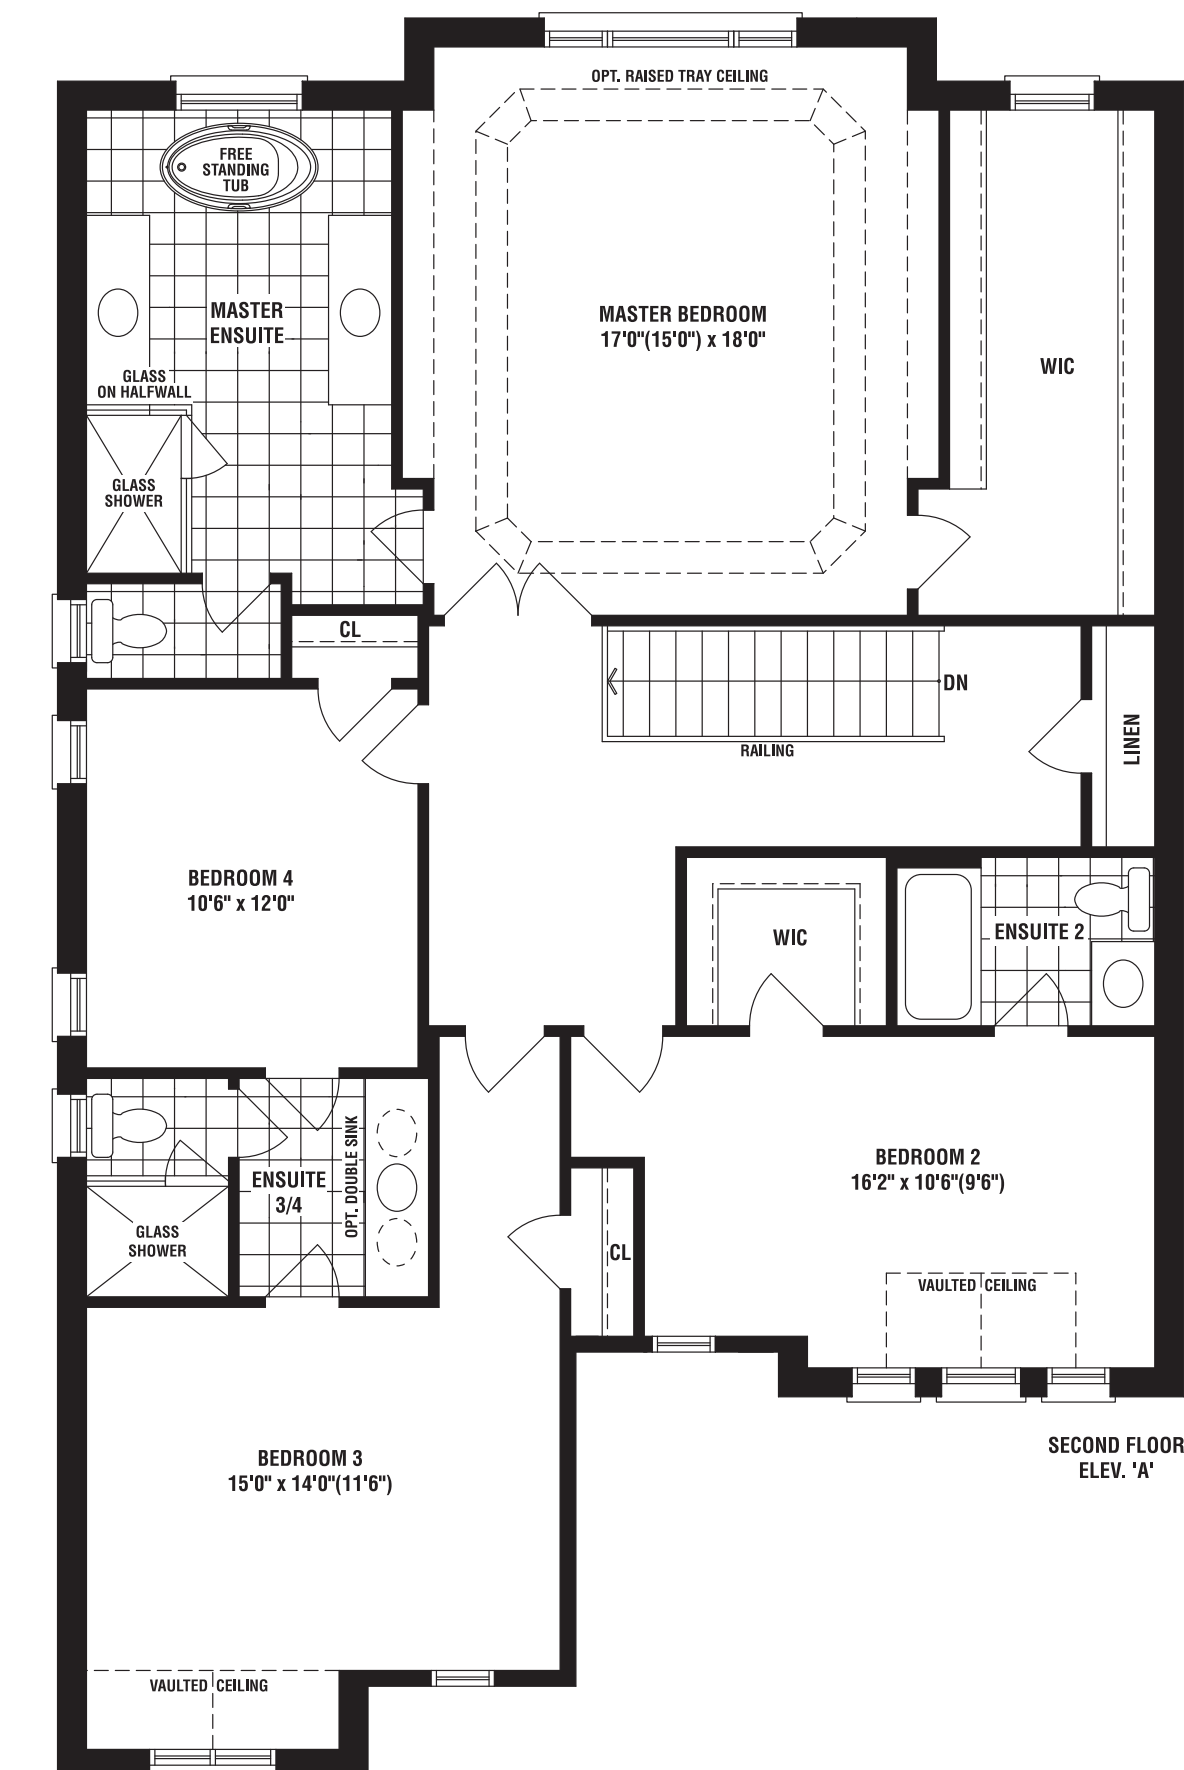 OPT. RAISED TRAY CEILING
FREE
STANDING
TUB
MASTER
ENSUITE
MASTER BEDROOM
17'0"(15'0") x 18'0"
WIC
GLASS
ON HALFWALL
GLASS
SHOWER
CL
DN
RAILING
LINEN
BEDROOM 4
10'6" x 12'0"
WIC
ENSUITE 2
OPT. DOUBLE SINK
ENSUITE
3/4
BEDROOM 2
16'2" x 10'6"(9'6")
GLASS
SHOWER
CL
VAULTED CEILING
SECOND FLOOR
ELEV. 'A'
BEDROOM 3
15'0" x 14'0"(11'6")
VAULTED CEILING